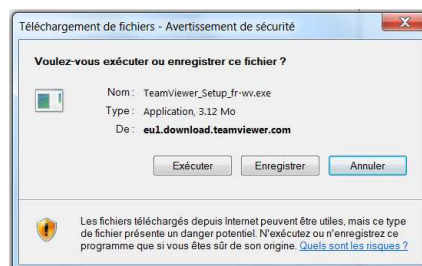 Téléchargement de fichiers - Avertissement de sécurité
Voulez-vous exécuter ou enregistrer ce fichier ?
Nom : TeamViewer_Setup_fr-wv.exe
Type : Application, 3.12 Mo
De : eu1.download.teamviewer.com
Exécuter Enregistrer Annuler
Les fichiers téléchargés depuis Internet peuvent être utiles, mais ce type
de fichier présente un danger potentiel. N'exécutez ou n'enregistrez ce
programme que si vous êtes sûr de son origine. Quels sont les risques ?